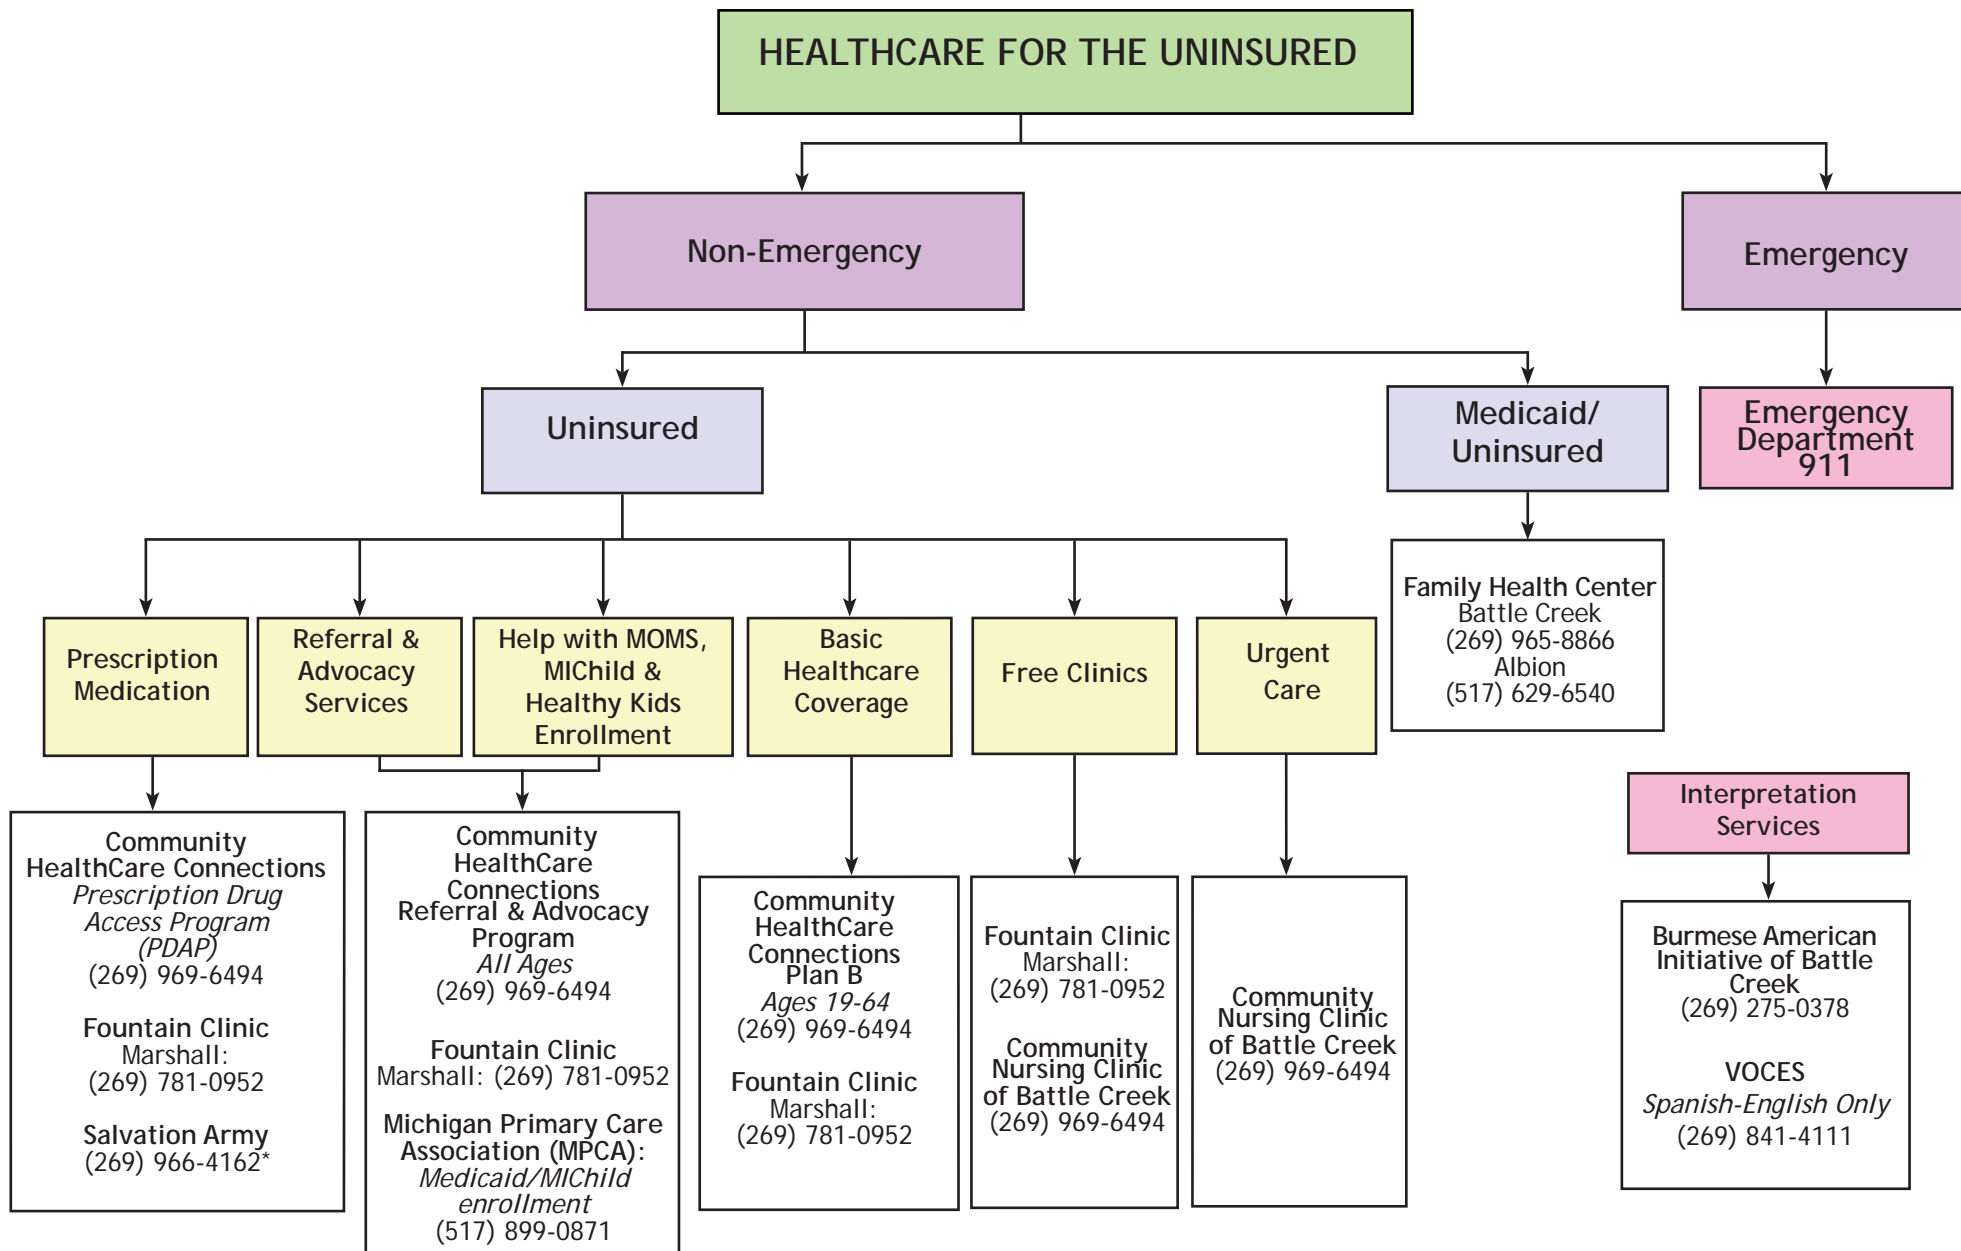 HEALTHCARE FOR THE UNINSURED
Non-Emergency
Emergency
Uninsured
Medicaid/
Uninsured
Emergency
Department
911
Prescription
Medication
Referral &
Advocacy
Services
Help with MOMS,
MIChild &
Healthy Kids
Enrollment
Basic
Healthcare
Coverage
Free Clinics
Urgent
Care
Family Health Center
Battle Creek
(269) 965-8866
Albion
(517) 629-6540
Community
HealthCare Connections
Prescription Drug
Access Program
(PDAP)
(269) 969-6494
Fountain Clinic
Marshall:
(269) 781-0952
Salvation Army
(269) 966-4162*
Community
HealthCare
Connections
Referral & Advocacy
Program
All Ages
(269) 969-6494
Fountain Clinic
Marshall: (269) 781-0952
Michigan Primary Care
Association (MPCA):
Medicaid/MIChild
enrollment
(517) 899-0871
Community
HealthCare
Connections
Plan B
Ages 19-64
(269) 969-6494
Fountain Clinic
Marshall:
(269) 781-0952
Fountain Clinic
Marshall:
(269) 781-0952
Community
Nursing Clinic
of Battle Creek
(269) 969-6494
Community
Nursing Clinic
of Battle Creek
(269) 969-6494
Interpretation
Services
Burmese American
Initiative of Battle
Creek
(269) 275-0378
VOCES
Spanish-English Only
(269) 841-4111